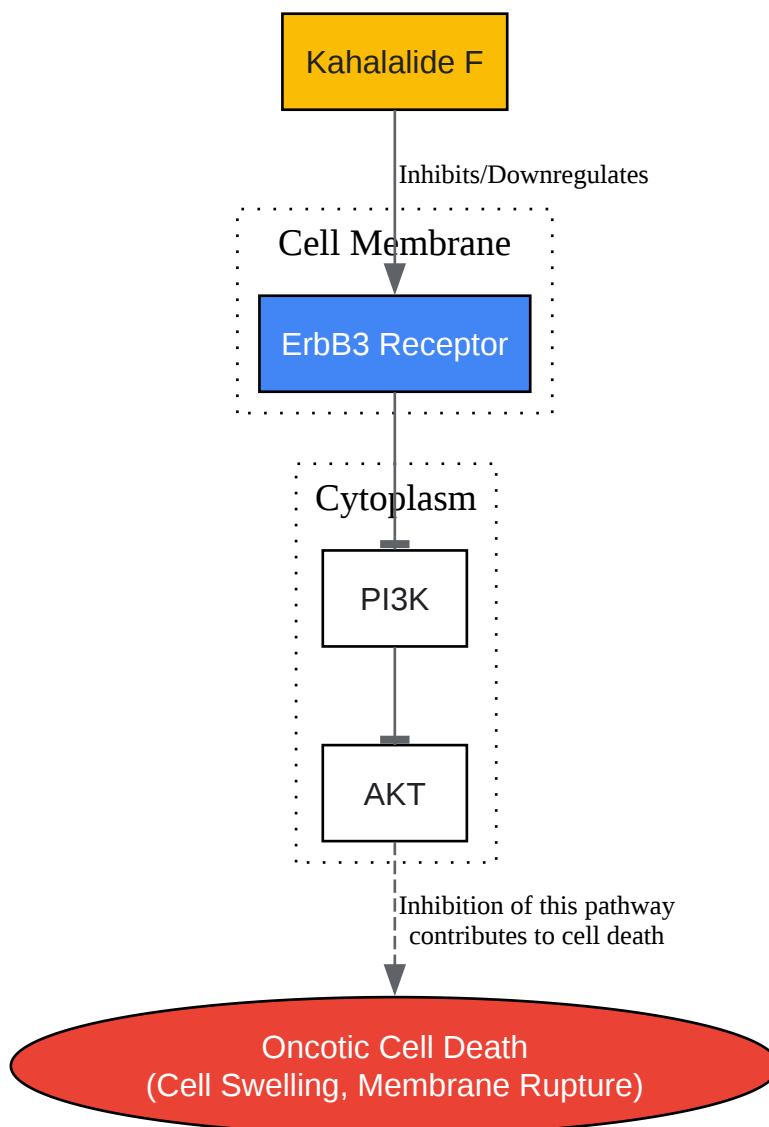 Kahalalide F
Inhibits/Downregulates
Cell Membrane
ErbB3 Receptor
Cytoplasm
PI3K
AKT
Inhibition of this pathway
contributes to cell death
Oncotic Cell Death
(Cell Swelling, Membrane Rupture)